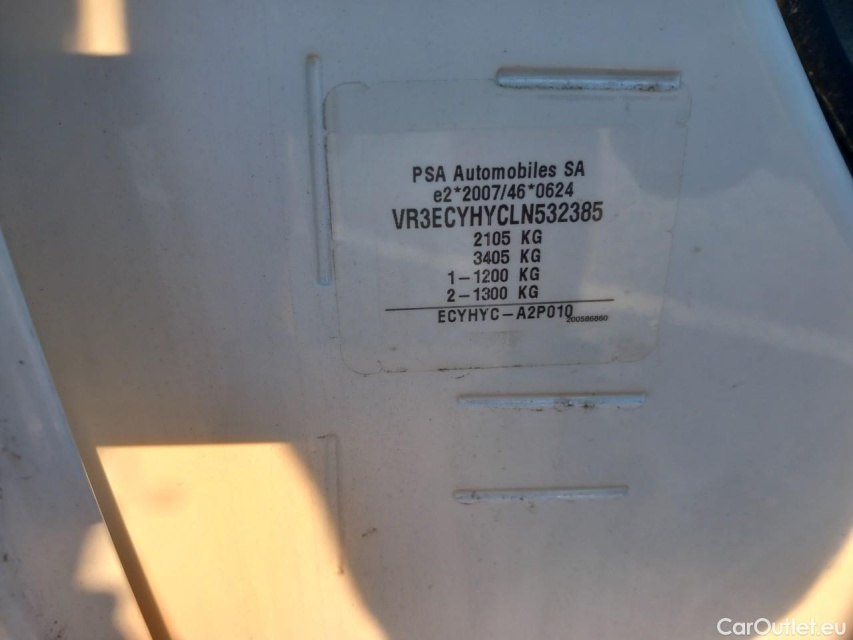 PSA Automobiles SA
e2*2007/46*0624
VR3ECYHYCLN532385
2105 KG
3405 KG
1-1200 KG
2-1300 KG
ECYHYC-A2P010
200586860
CarOutlet.eu